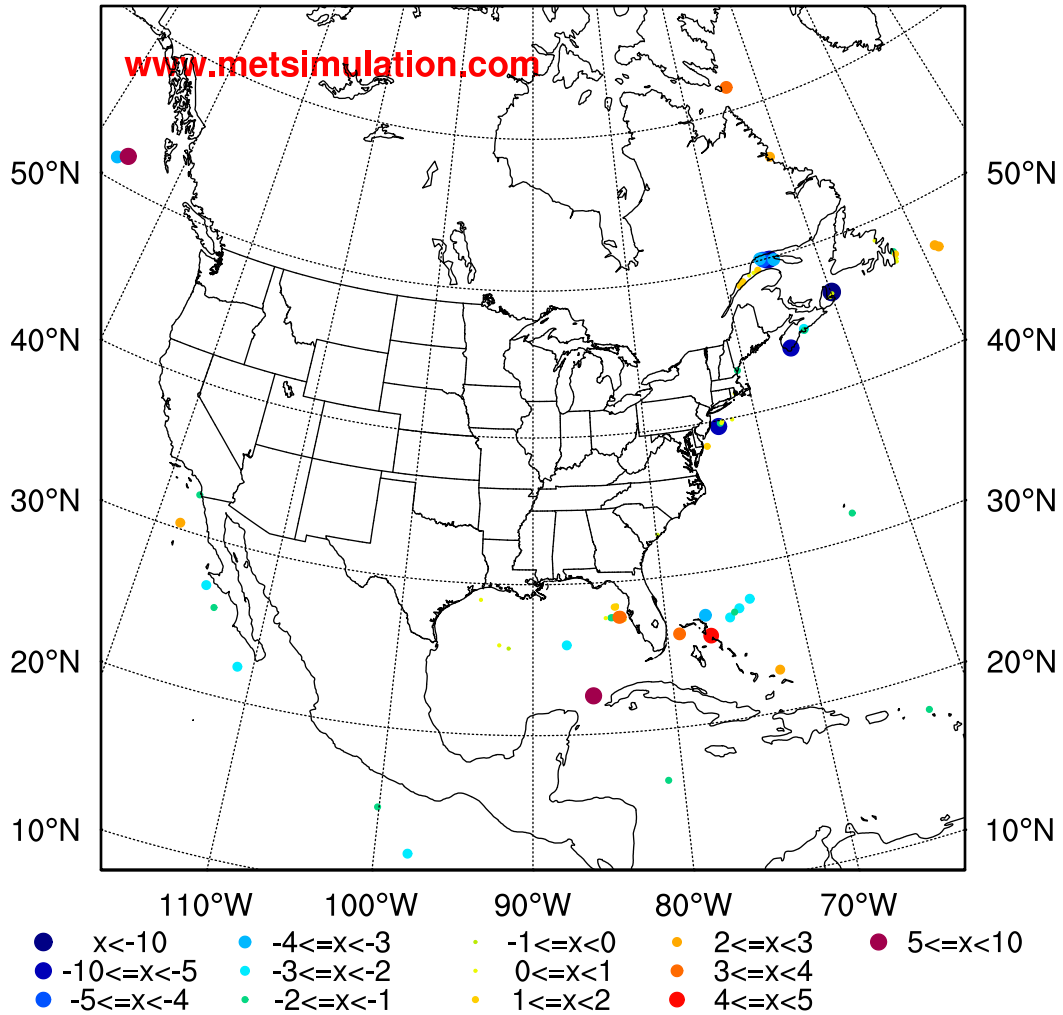 www.metsimulation.com
50°N 50°N
40°N 40°N
30°N 30°N
20°N 20°N
10°N 10°N
110°W 100°W 90°W 80°W 70°W
x<-10 -4<=x<-3 -1<=x<0 2<=x<3 5<=x<10
-10<=x<-5 -3<=x<-2 0<=x<1 3<=x<4
-5<=x<-4 -2<=x<-1 1<=x<2 4<=x<5